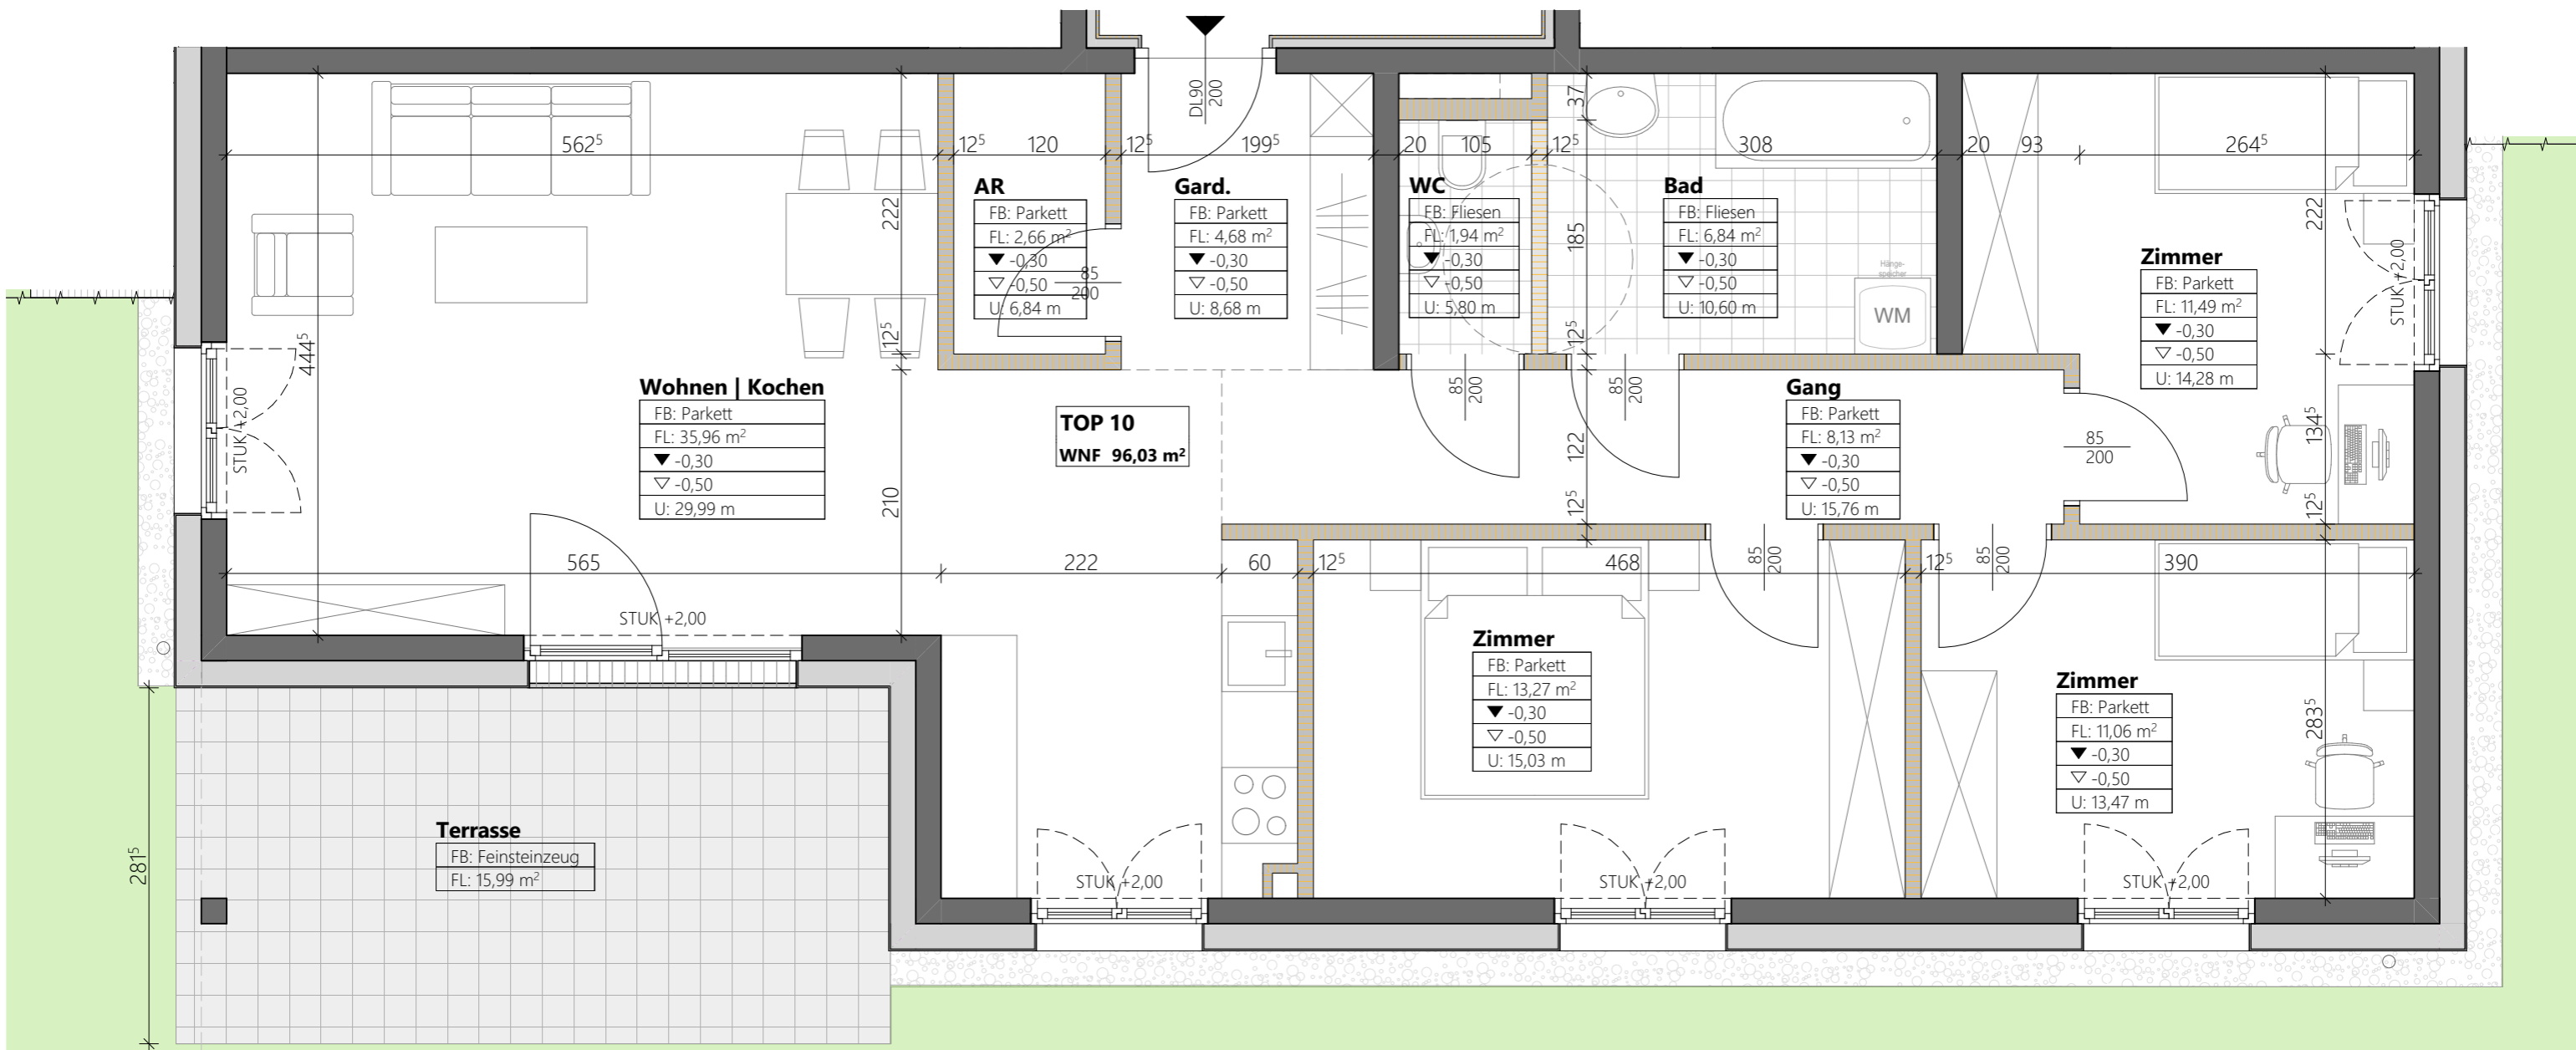 DL90
200
562⁵
12⁵
120
12⁵
199⁵
20
105
12⁵
308
20
93
264⁵
37
222
185
222
12⁵
12⁵
444⁵
AR
FB: Parkett
FL: 2,66 m²
▼ -0,30
▽ -0,50
U: 6,84 m
85
200
Gard.
FB: Parkett
FL: 4,68 m²
▼ -0,30
▽ -0,50
U: 8,68 m
WC
FB: Fliesen
FL: 1,94 m²
▼ -0,30
▽ -0,50
U: 5,80 m
Bad
FB: Fliesen
FL: 6,84 m²
▼ -0,30
▽ -0,50
U: 10,60 m
Hänge-
speicher
WM
Zimmer
FB: Parkett
FL: 11,49 m²
▼ -0,30
▽ -0,50
U: 14,28 m
STUK +2,00
STUK +2,00
Wohnen | Kochen
FB: Parkett
FL: 35,96 m²
▼ -0,30
▽ -0,50
U: 29,99 m
TOP 10
WNF 96,03 m²
85
200
85
200
Gang
FB: Parkett
FL: 8,13 m²
▼ -0,30
▽ -0,50
U: 15,76 m
85
200
210
122
12⁵
134⁵
12⁵
565
222
60
12⁵
468
85
200
12⁵
85
200
390
STUK +2,00
Zimmer
FB: Parkett
FL: 13,27 m²
▼ -0,30
▽ -0,50
U: 15,03 m
Zimmer
FB: Parkett
FL: 11,06 m²
▼ -0,30
▽ -0,50
U: 13,47 m
283⁵
Terrasse
FB: Feinsteinzeug
FL: 15,99 m²
281⁵
STUK +2,00
STUK +2,00
STUK +2,00